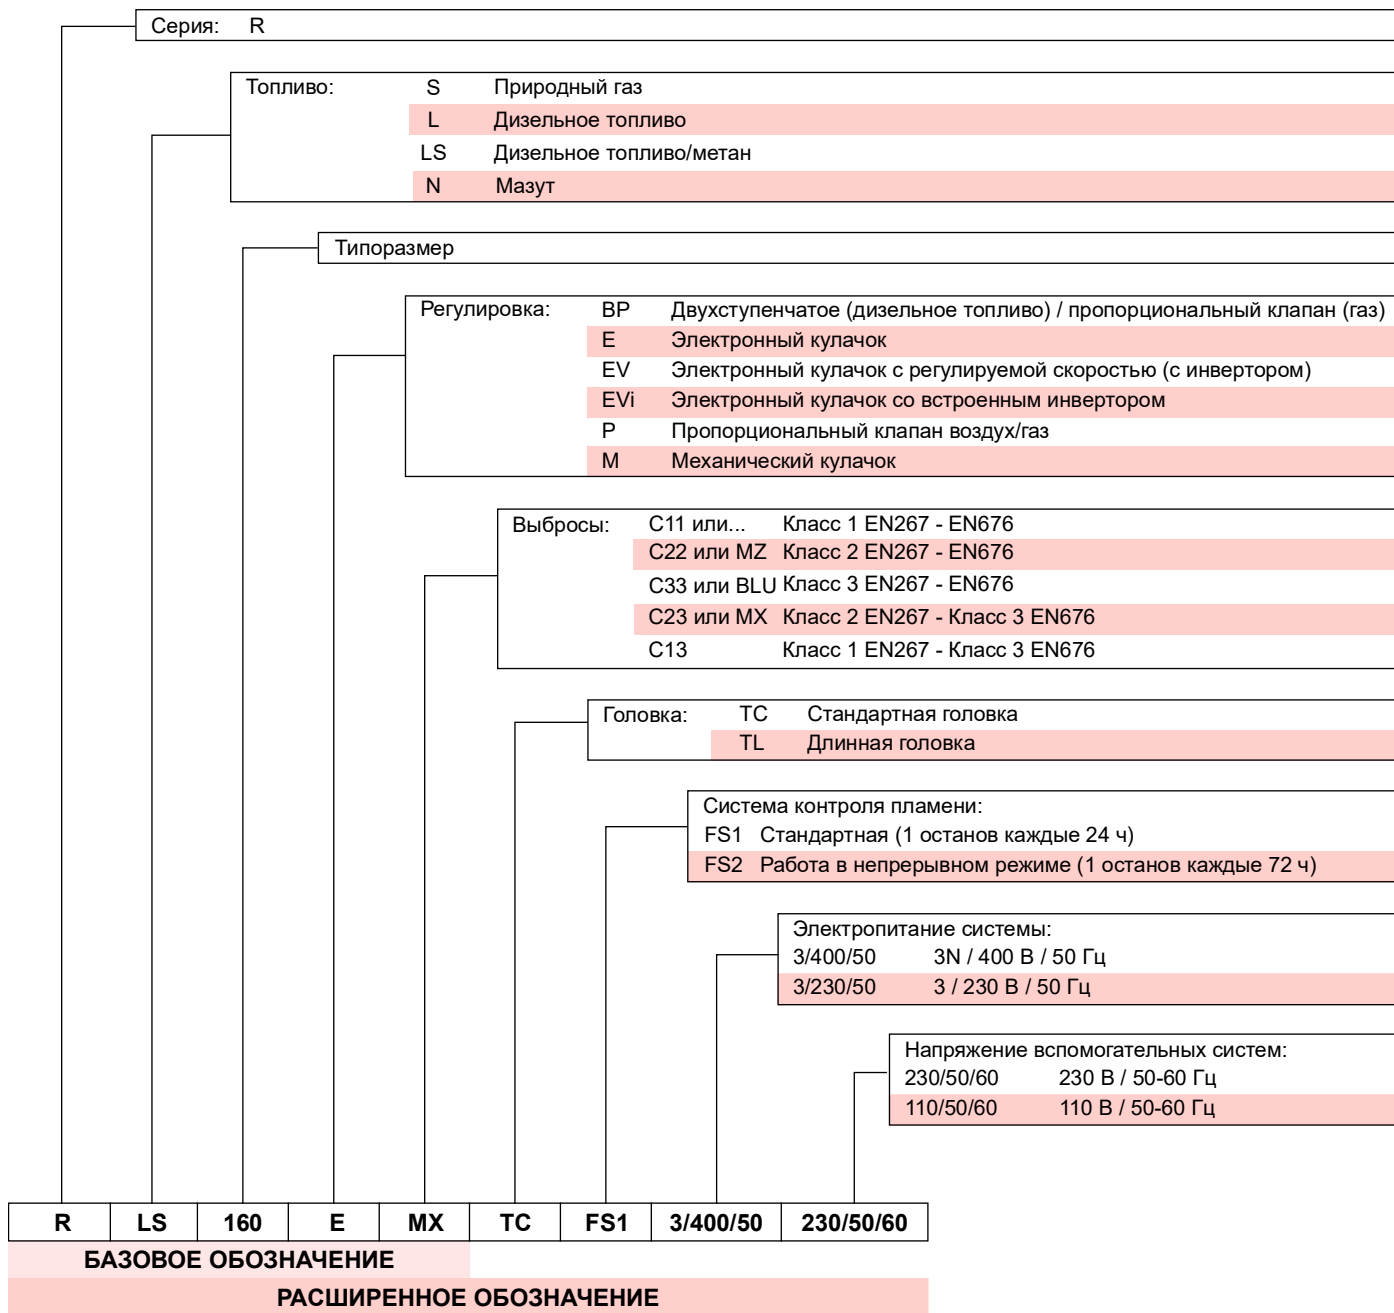 Серия: R
Топливо: S Природный газ
L Дизельное топливо
LS Дизельное топливо/метан
N Мазут
Типоразмер
Регулировка: BP Двухступенчатое (дизельное топливо) / пропорциональный клапан (газ)
E Электронный кулачок
EV Электронный кулачок с регулируемой скоростью (с инвертором)
EVi Электронный кулачок со встроенным инвертором
P Пропорциональный клапан воздух/газ
M Механический кулачок
Выбросы: C11 или... Класс 1 EN267 - EN676
C22 или MZ Класс 2 EN267 - EN676
C33 или BLU Класс 3 EN267 - EN676
C23 или MX Класс 2 EN267 - Класс 3 EN676
C13 Класс 1 EN267 - Класс 3 EN676
Головка: TC Стандартная головка
TL Длинная головка
Система контроля пламени:
FS1 Стандартная (1 останов каждые 24 ч)
FS2 Работа в непрерывном режиме (1 останов каждые 72 ч)
Электропитание системы:
3/400/50 3N / 400 В / 50 Гц
3/230/50 3 / 230 В / 50 Гц
Напряжение вспомогательных систем:
230/50/60 230 В / 50-60 Гц
110/50/60 110 В / 50-60 Гц
R LS 160 E MX TC FS1 3/400/50 230/50/60
БАЗОВОЕ ОБОЗНАЧЕНИЕ
РАСШИРЕННОЕ ОБОЗНАЧЕНИЕ